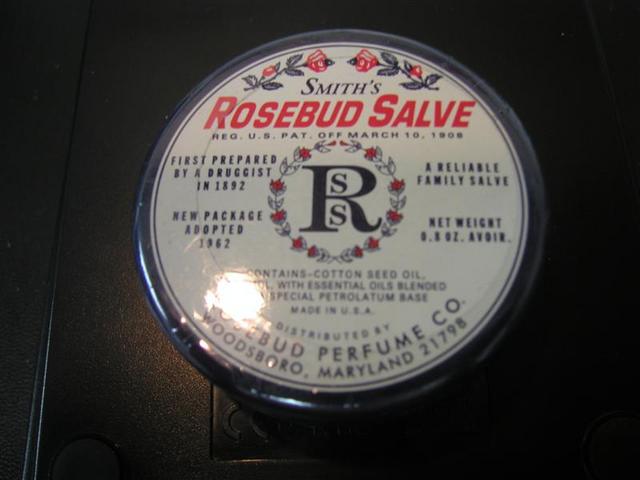 SMITH'S
ROSEBUD SALVE
REG. U.S. PAT. OFF MARCH 10, 1908
FIRST PREPARED
BY A DRUGGIST
IN 1892
A RELIABLE
FAMILY SALVE
RSS
NEW PACKAGE
ADOPTED
1962
NET WEIGHT
0.8 OZ. AVOIR.
CONTAINS-COTTON SEED OIL,
WITH ESSENTIAL OILS BLENDED
SPECIAL PETROLATUM BASE
MADE IN U.S.A.
DISTRIBUTED BY
ROSEBUD PERFUME CO.
WOODSBORO, MARYLAND 21798